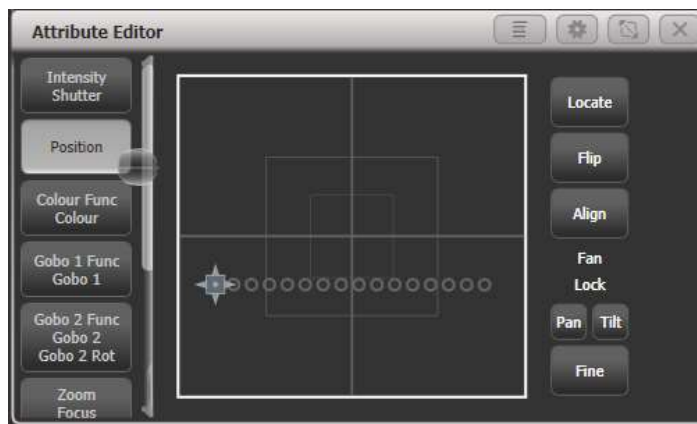 Attribute Editor
Intensity
Shutter
Position
Colour Func
Colour
Gobo 1 Func
Gobo 1
Gobo 2 Func
Gobo 2
Gobo 2 Rot
Zoom
Focus
Locate
Flip
Align
Fan
Lock
Pan Tilt
Fine